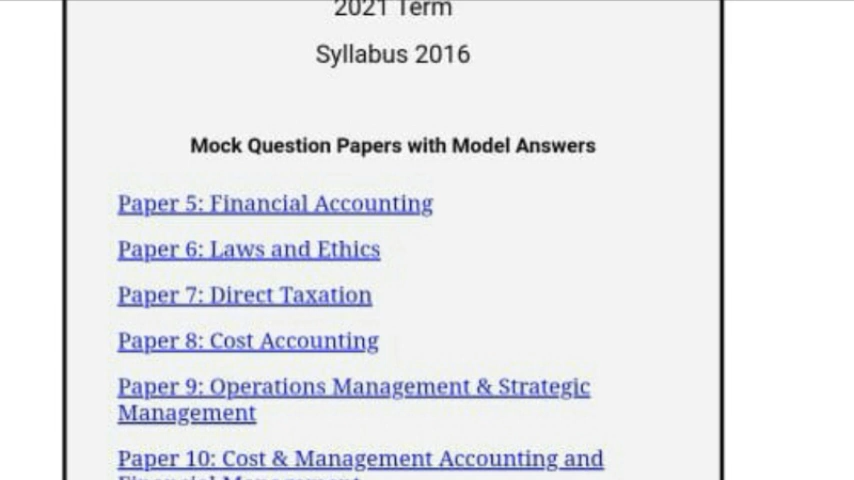 2021 Term
Syllabus 2016
Mock Question Papers with Model Answers
Paper 5: Financial Accounting
Paper 6: Laws and Ethics
Paper 7: Direct Taxation
Paper 8: Cost Accounting
Paper 9: Operations Management & Strategic
Management
Paper 10: Cost & Management Accounting and
Financial Management